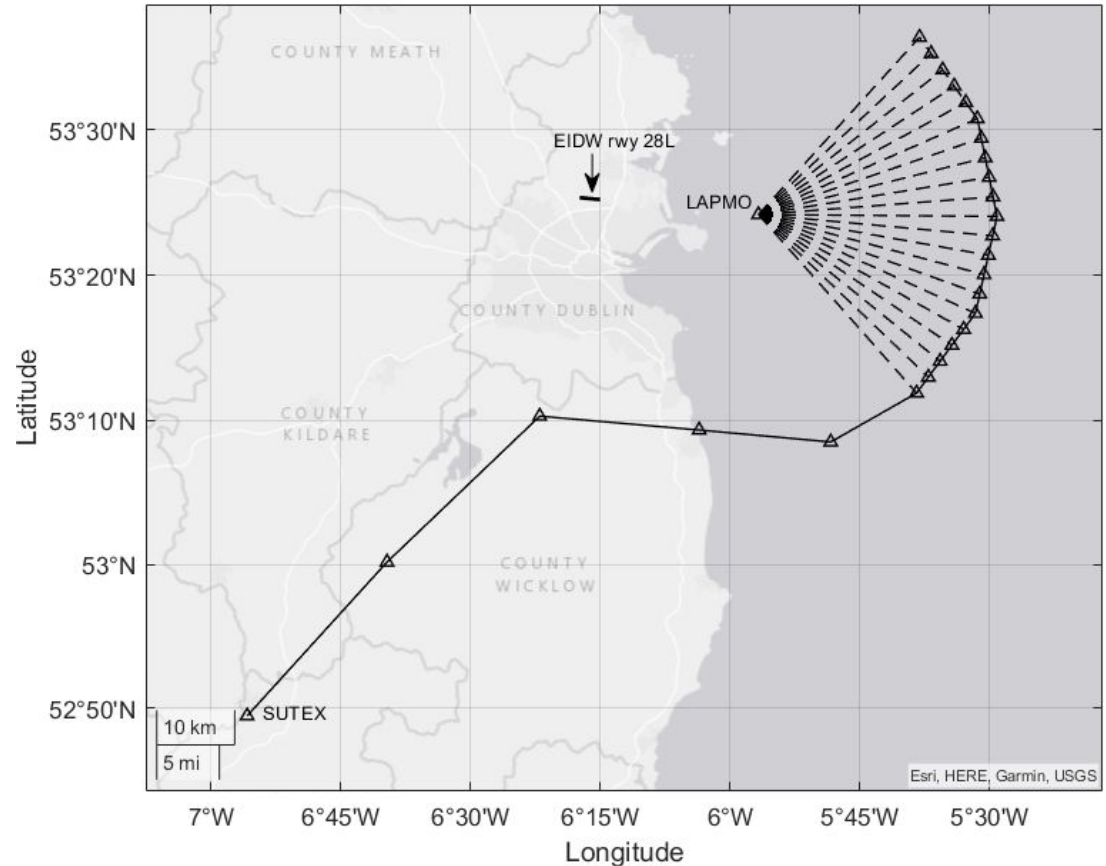 COUNTY MEATH
53°30'N
EIDW rwy 28L
LAPMO
53°20'N
COUNTY DUBLIN
Latitude
53°10'N
COUNTY
KILDARE
53°N
COUNTY
WICKLOW
52°50'N
SUTEX
10 km
5 mi
Esri, HERE, Garmin, USGS
7°W
6°45'W
6°30'W
6°15'W
6°W
5°45'W
5°30'W
Longitude